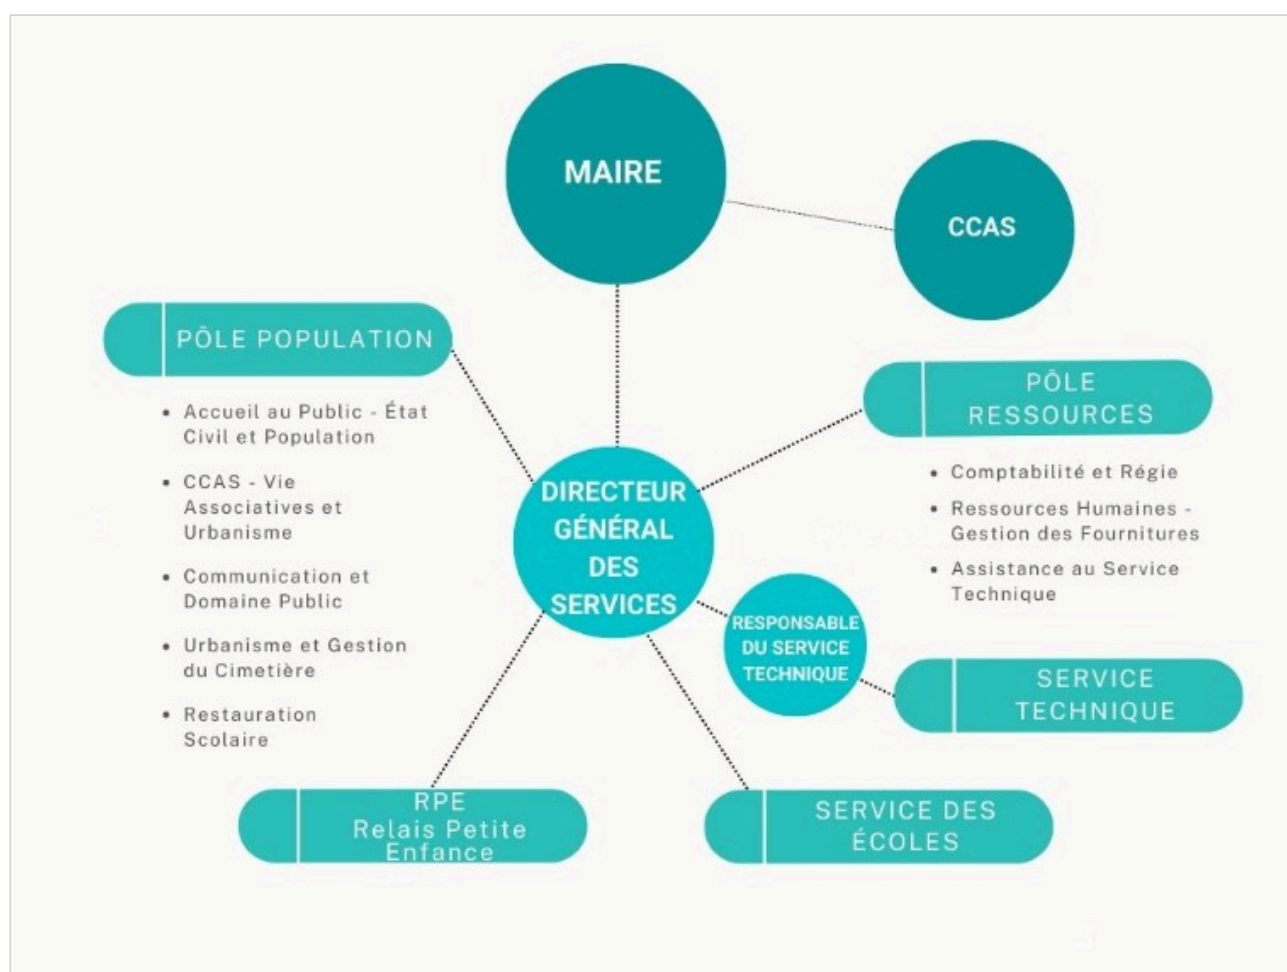 MAIRE
CCAS
PÔLE POPULATION
Accueil au Public - État
Civil et Population
CCAS - Vie
Associatives et
Urbanisme
Communication et
Domaine Public
Urbanisme et Gestion
du Cimetière
Restauration
Scolaire
PÔLE
RESSOURCES
Comptabilité et Régie
Ressources Humaines -
Gestion des Fournitures
Assistance au Service
Technique
DIRECTEUR
GÉNÉRAL
DES
SERVICES
RESPONSABLE
DU SERVICE
TECHNIQUE
SERVICE
TECHNIQUE
RPE
Relais Petite
Enfance
SERVICE DES
ÉCOLES